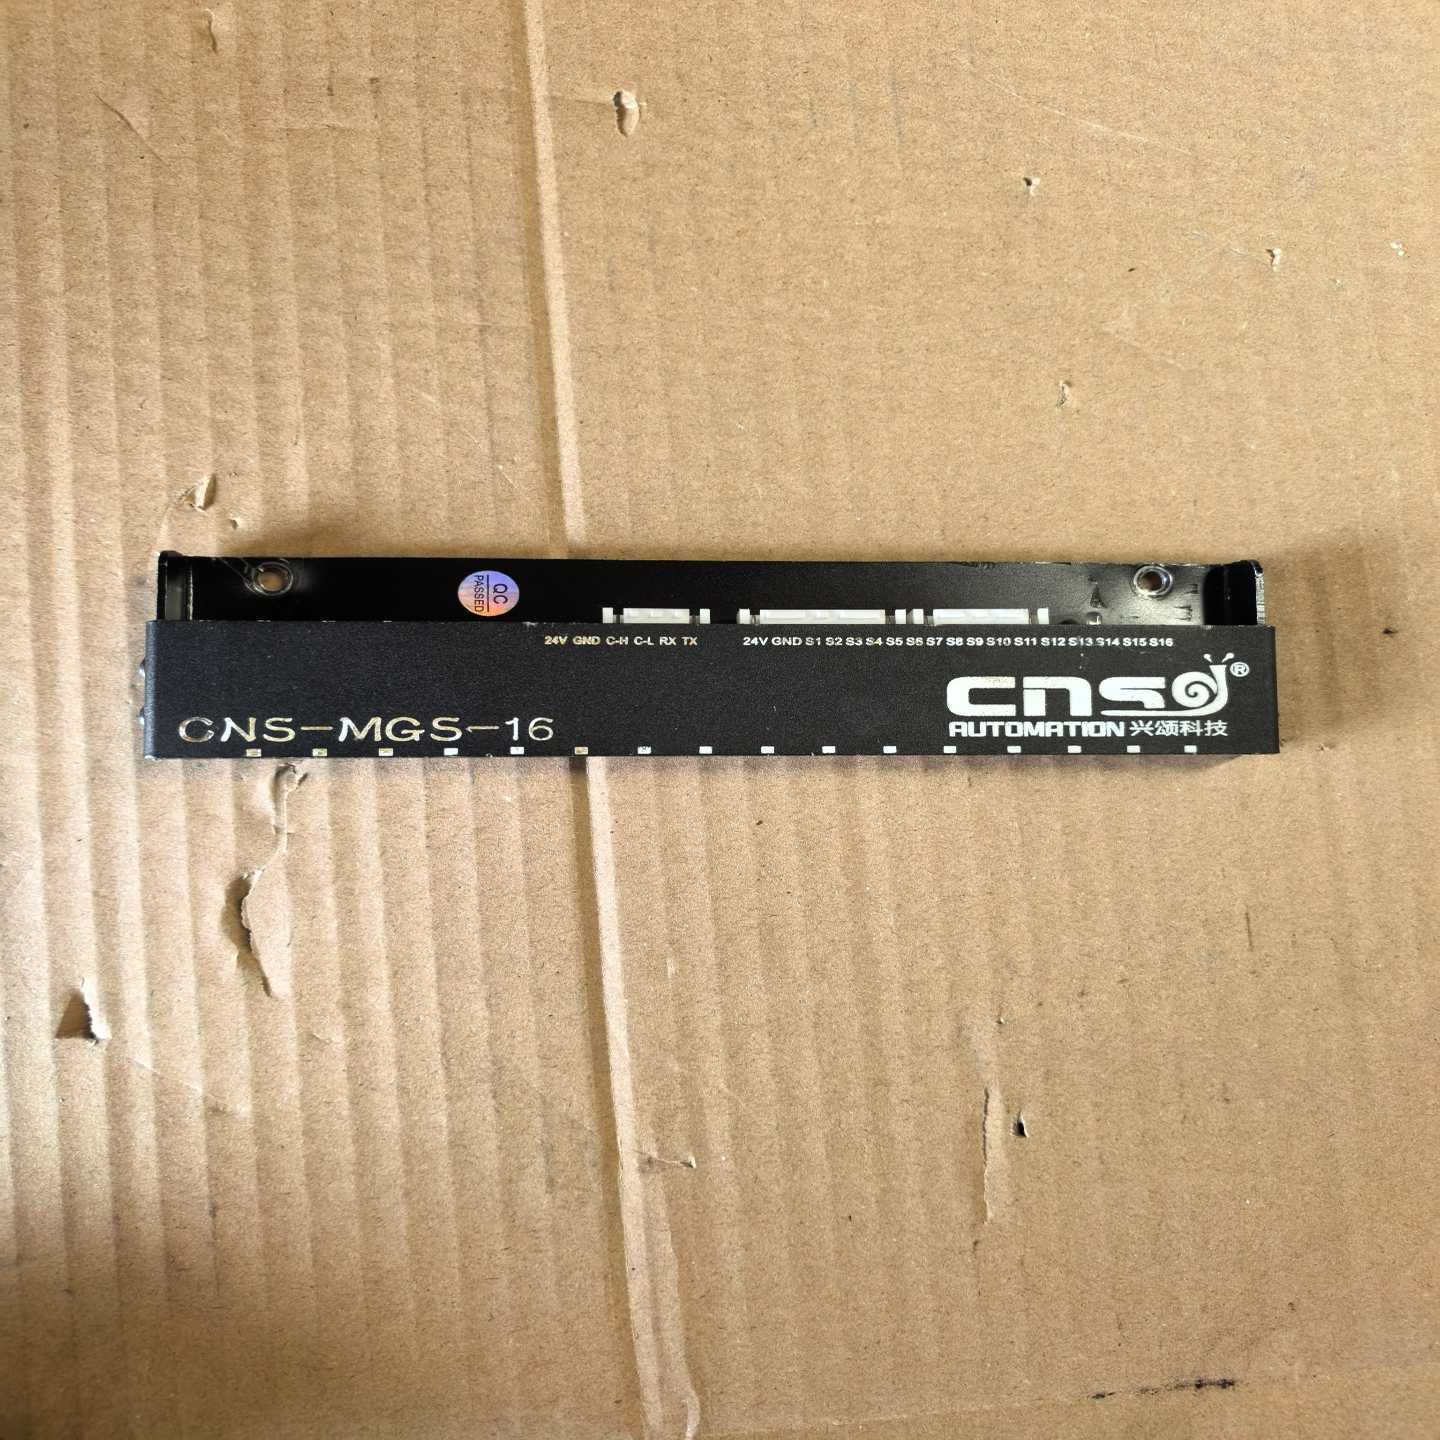 QC
PASSED
24V GND C-H C-L RX TX
24V GND S1 S2 S3 S4 S5 S6 S7 S8 S9 S10 S11 S12 S13 S14 S15 S16
CNS-MGS-16
CNS ®
AUTOMATION 兴颂科技